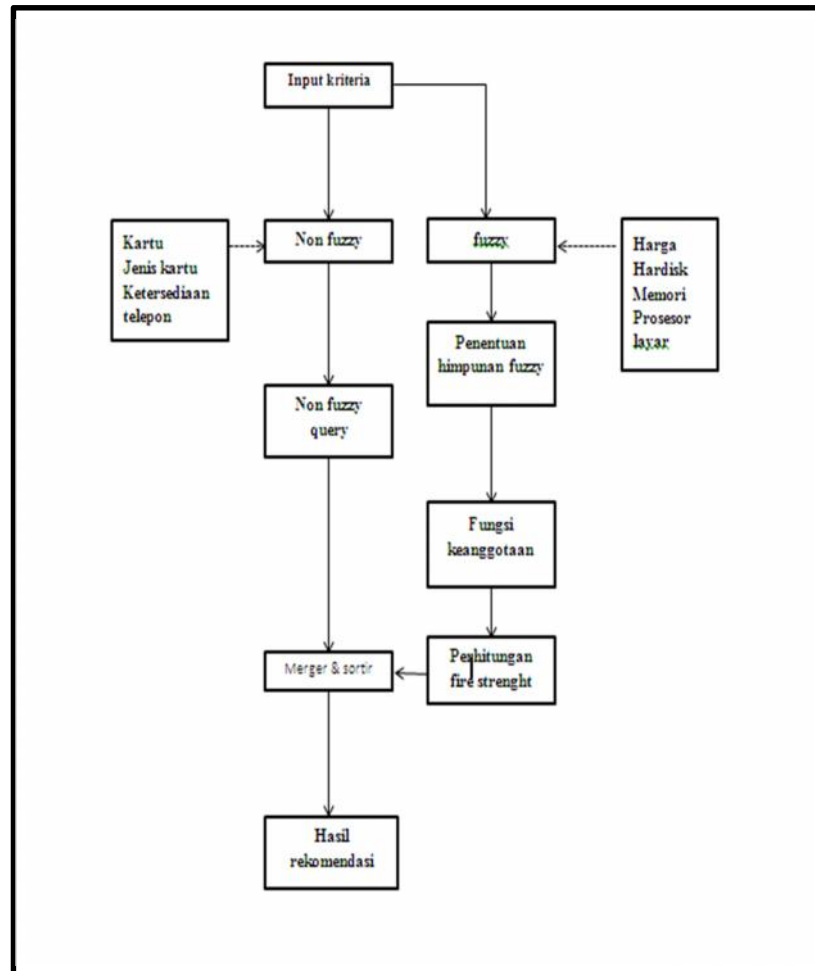 Input kriteria
Kartu
Jenis kartu
Ketersediaan
telepon
Non fuzzy
fuzzy
Harga
Hardisk
Memori
Prosesor
layar
Penentuan
himpunan fuzzy
Non fuzzy
query
Fungsi
keanggotaan
Merger & sortir
Perhitungan
fire strenght
Hasil
rekomendasi